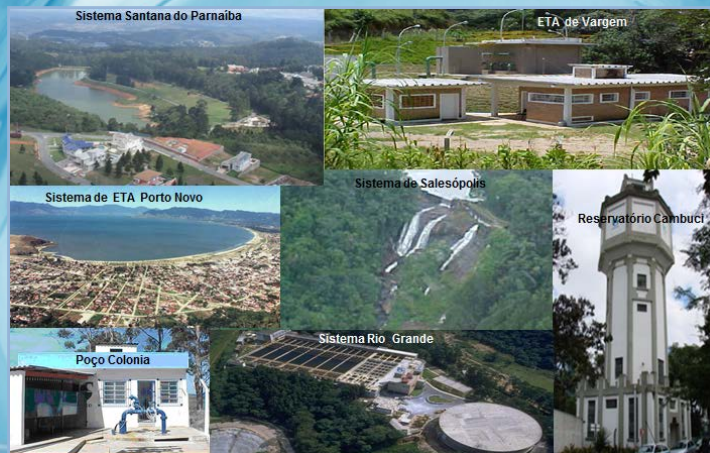 Sistema Santana do Parnaíba
ETA de Vargem
Sistema de ETA Porto Novo
Sistema de Salesópolis
Reservatório Cambuci
Poço Colonia
Sistema Rio Grande